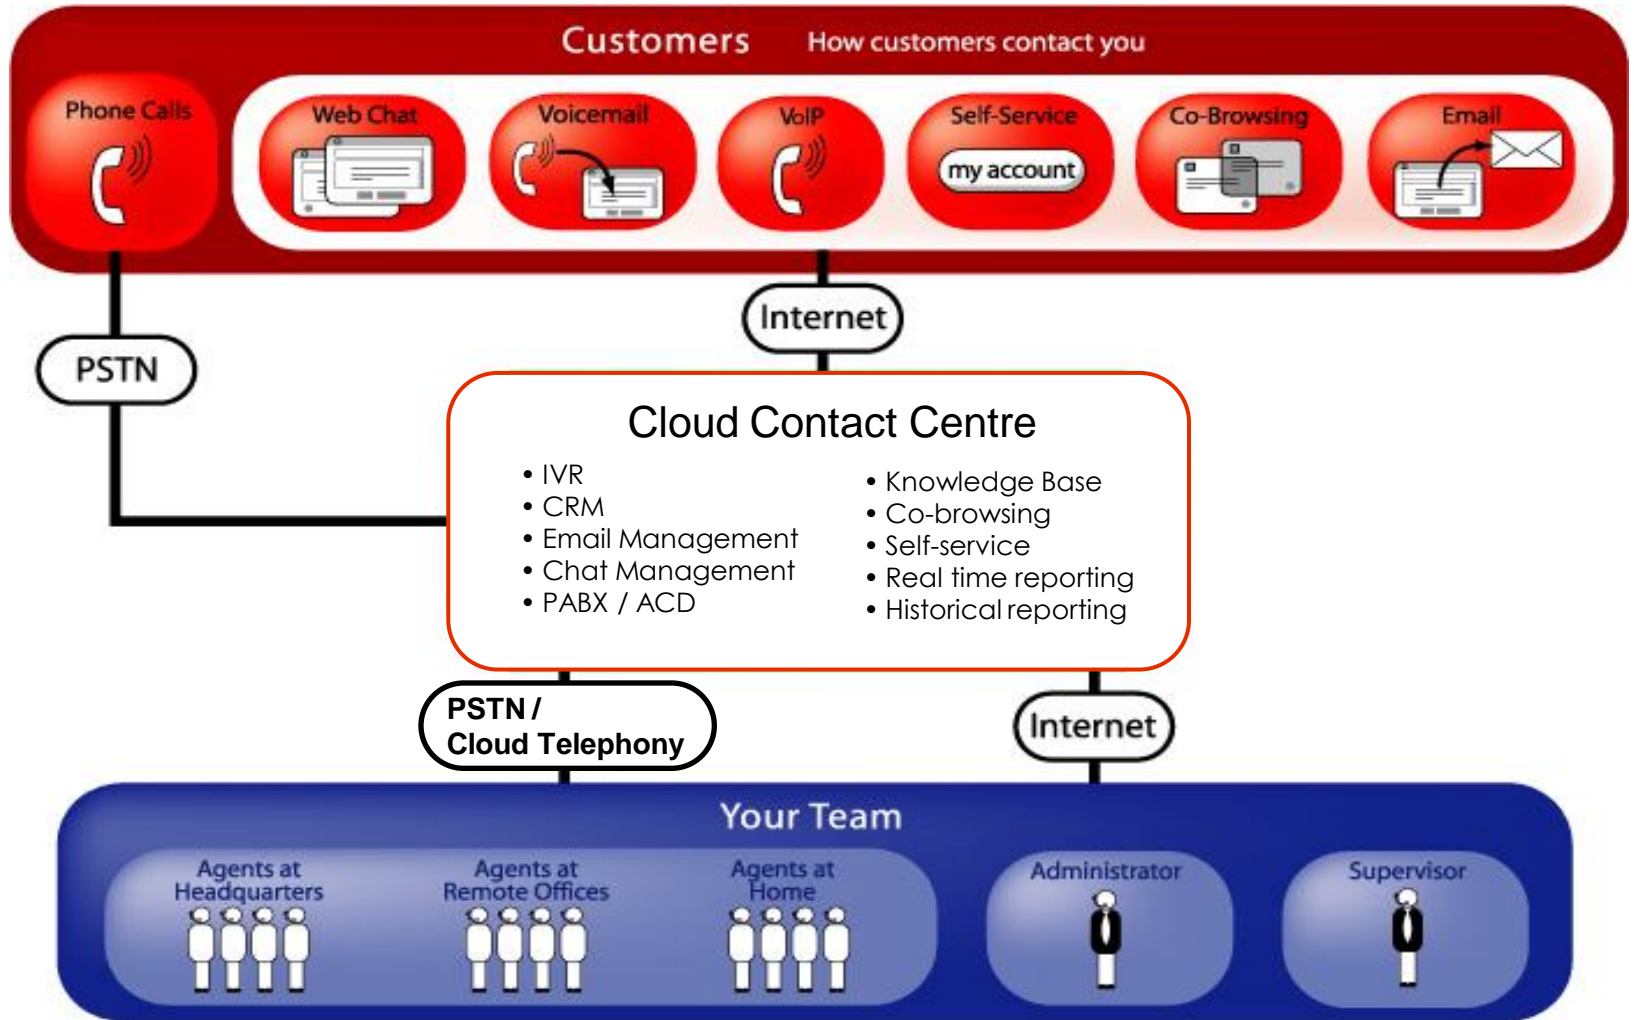 Customers How customers contact you
Phone Calls
Web Chat
Voicemail
VoIP
Self-Service
my account
Co-Browsing
Email
Internet
PSTN
Cloud Contact Centre
• IVR
• CRM
• Email Management
• Chat Management
• PABX / ACD
• Knowledge Base
• Co-browsing
• Self-service
• Real time reporting
• Historical reporting
PSTN /
Cloud Telephony
Internet
Your Team
Agents at
Headquarters
Agents at
Remote Offices
Agents at
Home
Administrator
Supervisor